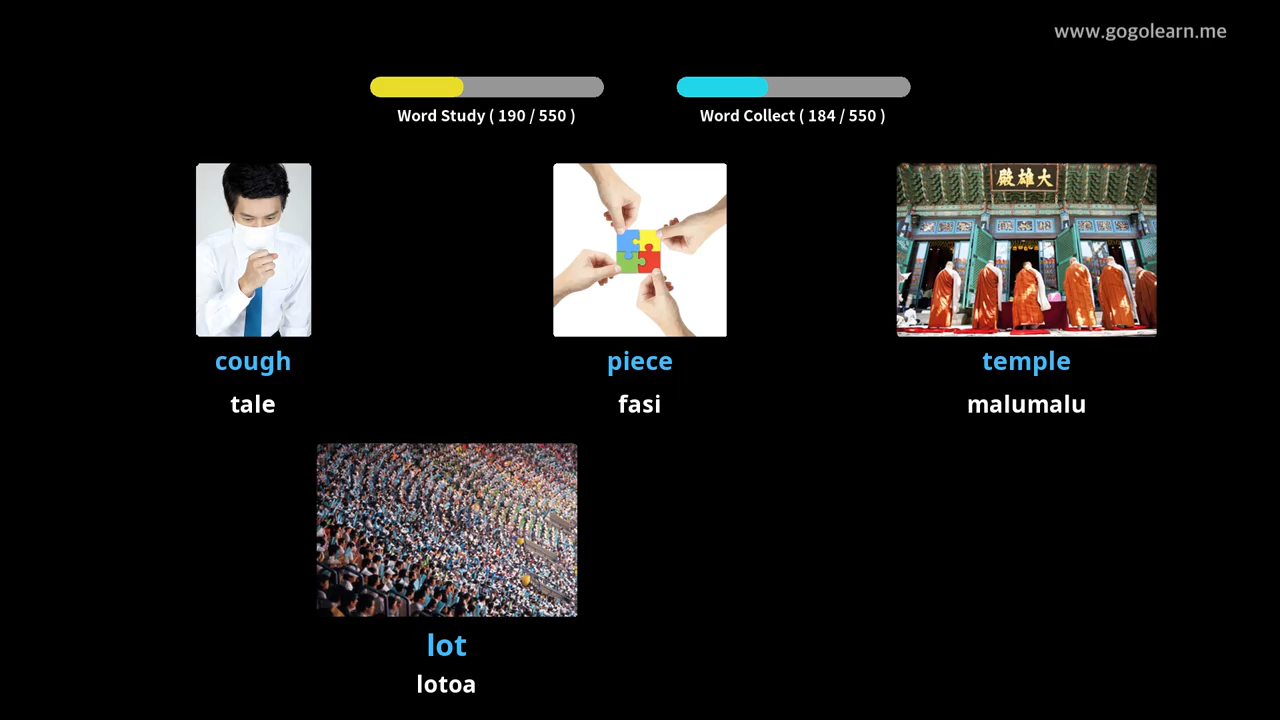 www.gogolearn.me
Word Study ( 190 / 550 )
Word Collect ( 184 / 550 )
大雄殿
cough
piece
temple
tale
fasi
malumalu
lot
lotoa